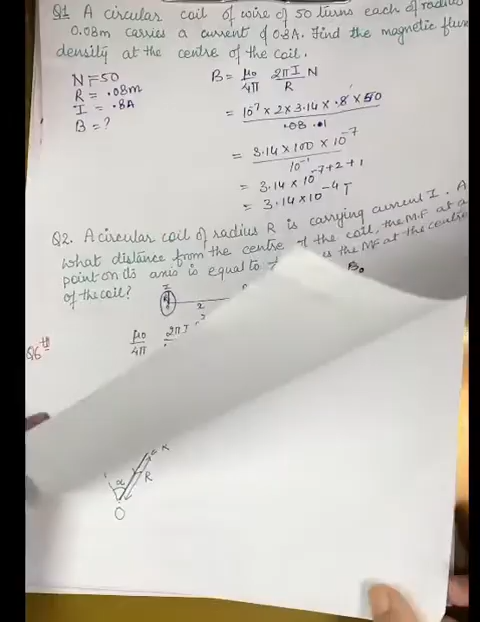 Q1 A circular coil of wire of 50 turns each of radius
0.08m carries a current of 0.8A. Find the magnetic flux
density at the centre of the coil.
N = 50
R = .08m
I = .8A
B = ?
B = μ₀/4π 2πI/R N
= 10⁻⁷ × 2 × 3.14 × .8 × 50 / .08 .1
= 3.14 × 100 × 10⁻⁷ / 10⁻¹
= 3.14 × 10⁻⁷⁺²⁺¹
= 3.14 × 10⁻⁴ T
Q2. A circular coil of radius R is carrying current I. A
what distance from the centre of the coil, the MF at a
point on its axis is equal to is the MF at the centre
of the coil?
B₀
I
x
μ₀/4π 2πI
Q6th
α
R
O